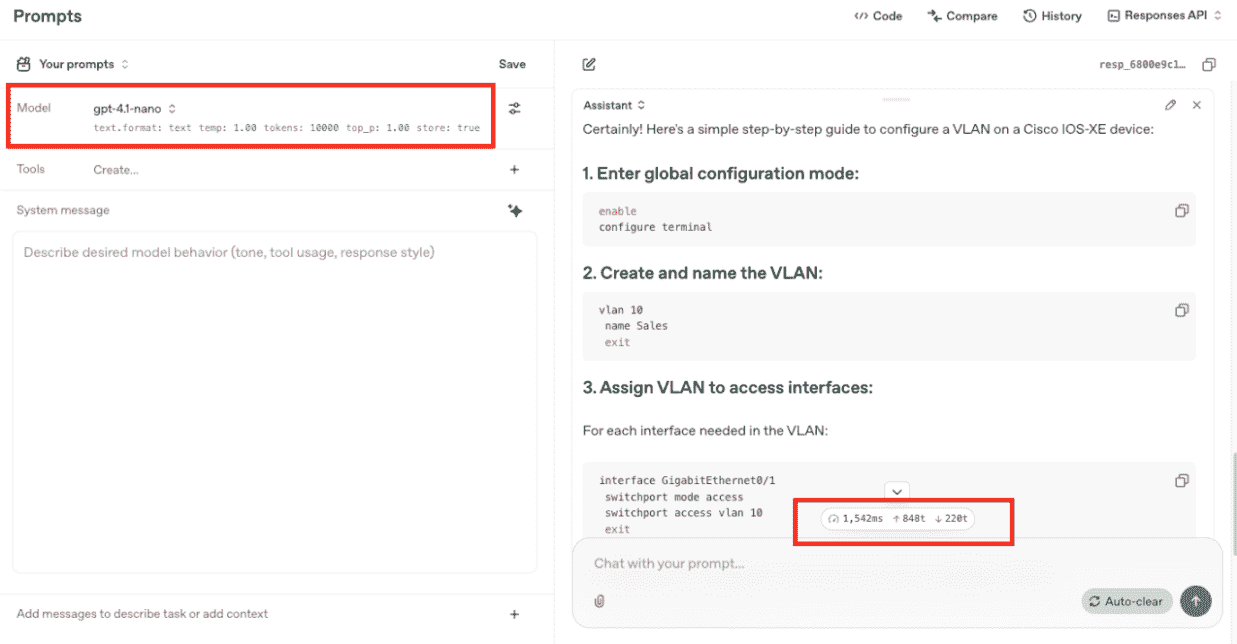 Prompts
Code Compare History Responses API
Your prompts Save
Model gpt-4.1-nano
text.format: text temp: 1.00 tokens: 10000 top_p: 1.00 store: true
Tools Create...
System message
Describe desired model behavior (tone, tool usage, response style)
Add messages to describe task or add context
resp_6800e9c1…
Assistant
Certainly! Here's a simple step-by-step guide to configure a VLAN on a Cisco IOS-XE device:
1. Enter global configuration mode:
enable
configure terminal
2. Create and name the VLAN:
vlan 10
name Sales
exit
3. Assign VLAN to access interfaces:
For each interface needed in the VLAN:
interface GigabitEthernet0/1
switchport mode access
switchport access vlan 10
exit
1,542ms ↑ 848t ↓ 220t
Chat with your prompt...
Auto-clear